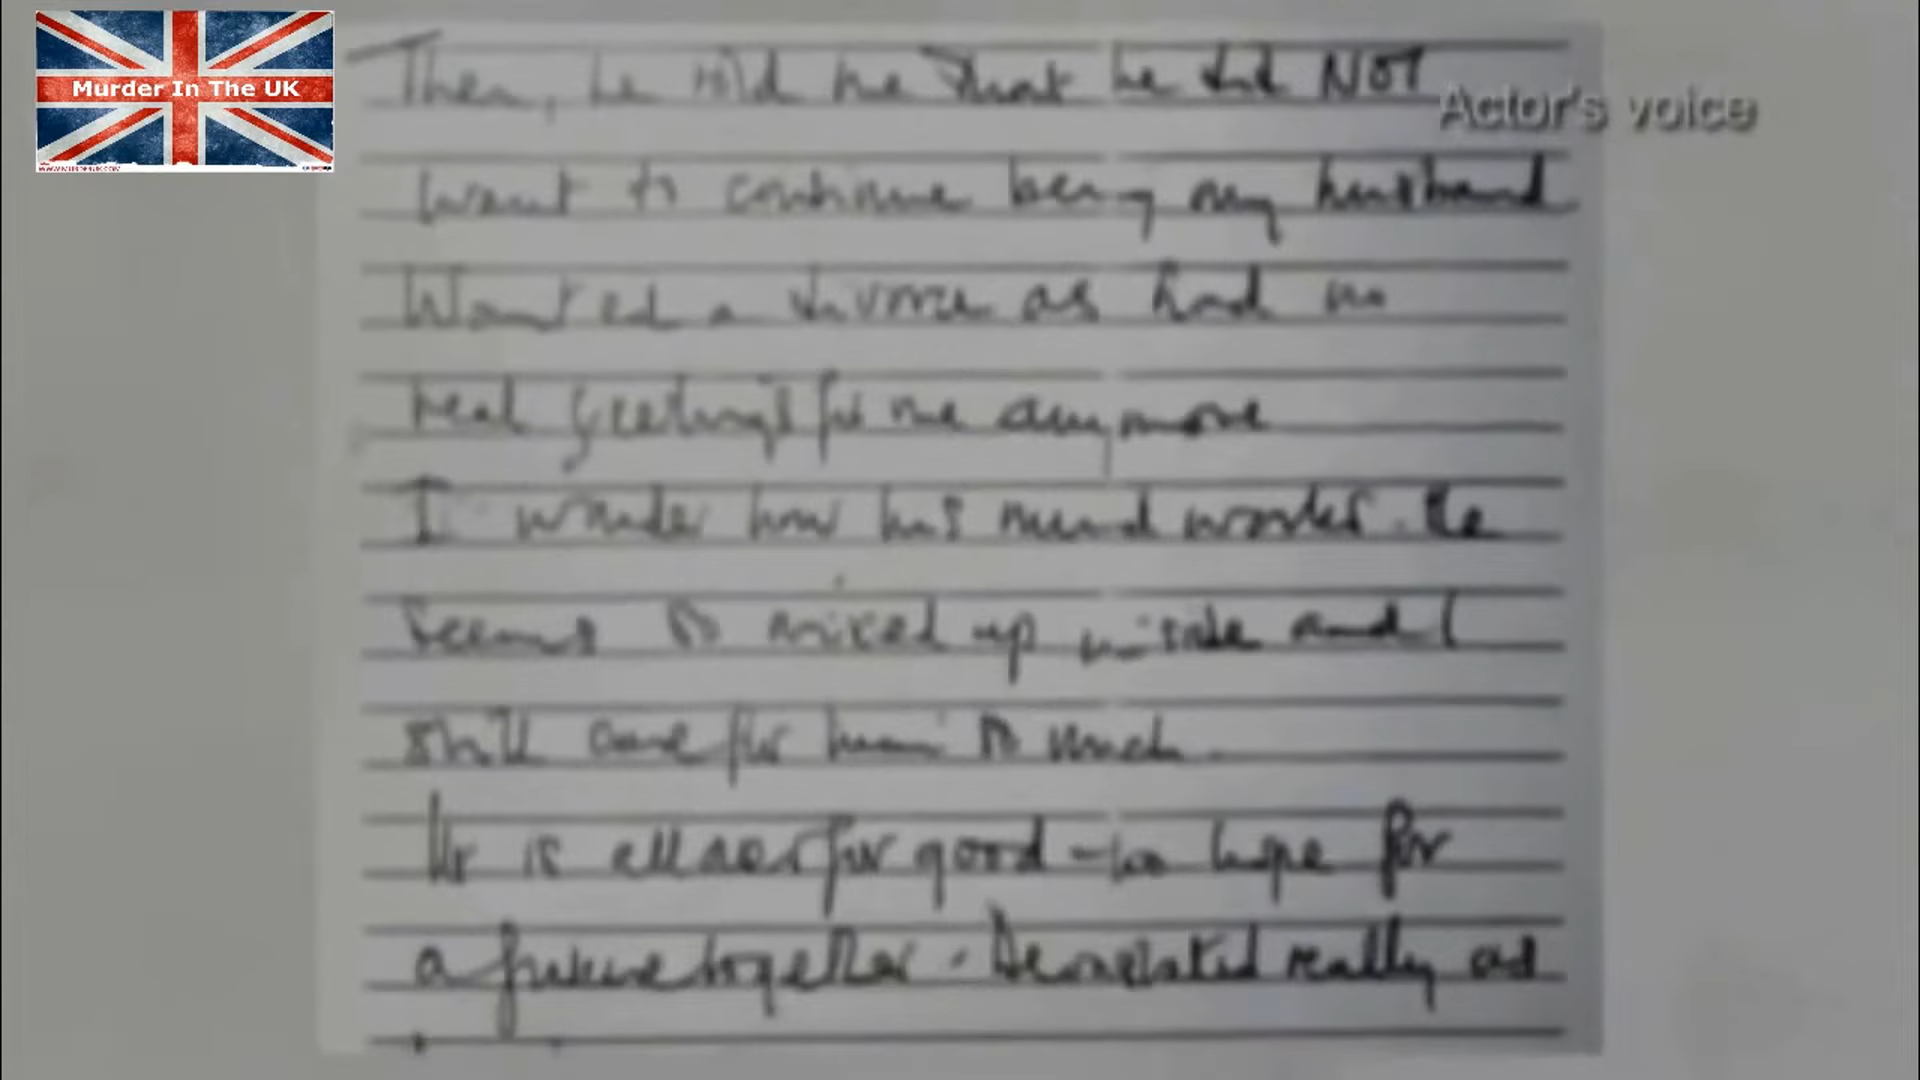 Murder In The UK
Actor's voice
Then, he told me that he did NOT
want to continue being my husband
Wanted a divorce as had no
real feelings for me anymore
I wonder how his mind works. He
seems so mixed up inside and I
still care for him so much.
It is all over for good - no hope for
a future together. Devastated really as